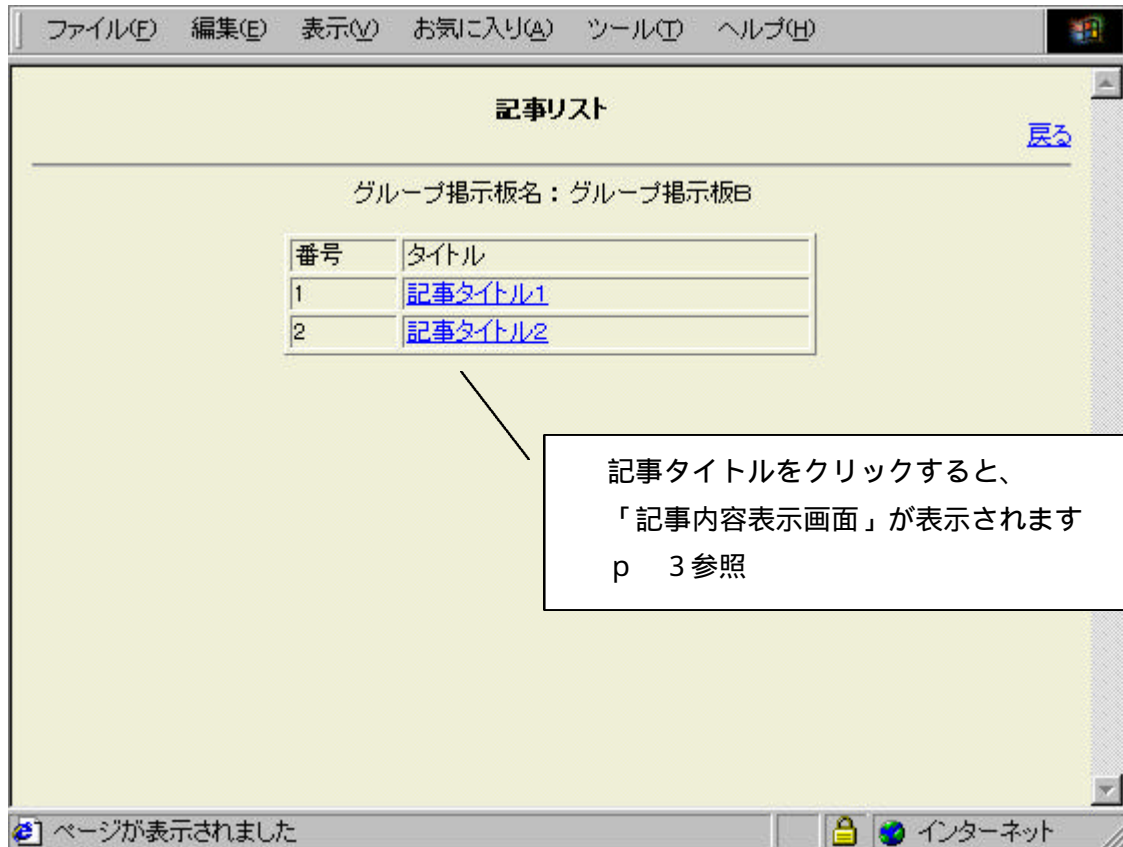 ファイル(F) 編集(E) 表示(V) お気に入り(A) ツール(T) ヘルプ(H)
記事リスト
戻る
グループ掲示板名：グループ掲示板B
番号 タイトル
1 記事タイトル1
2 記事タイトル2
記事タイトルをクリックすると、
「記事内容表示画面」が表示されます
ｐ　３参照
ページが表示されました インターネット